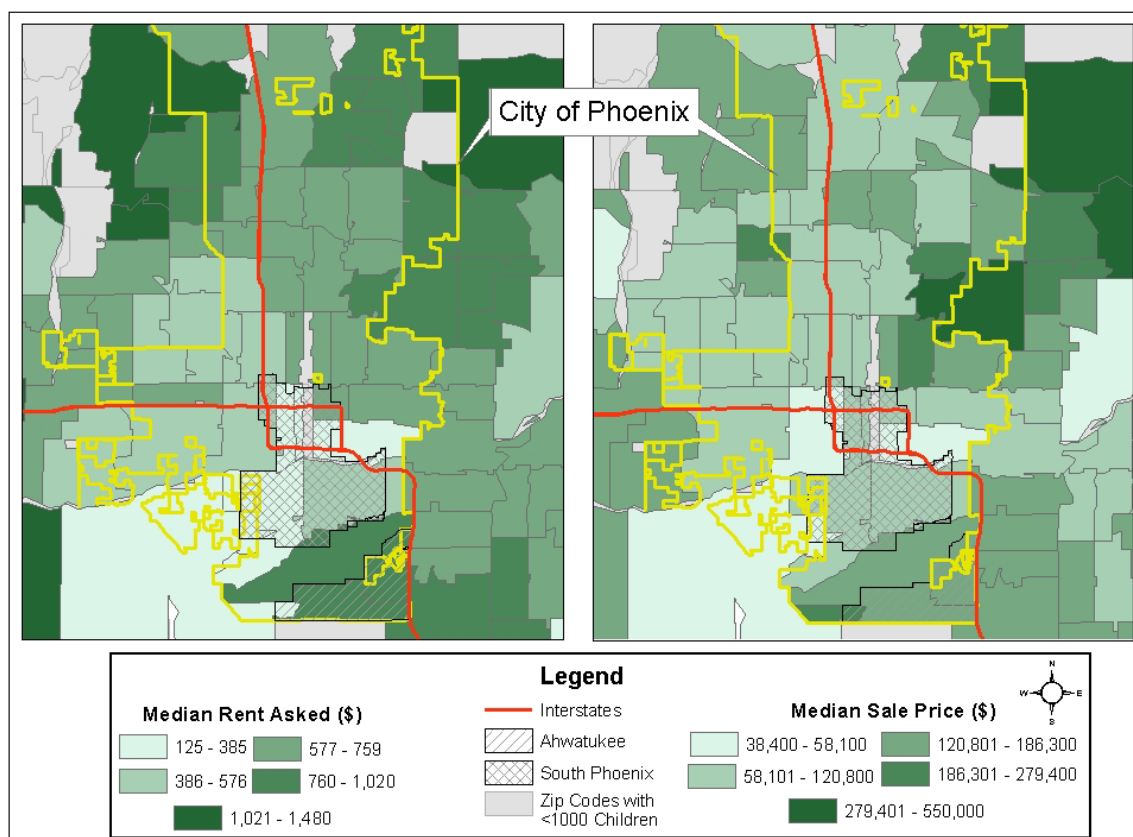 City of Phoenix
Legend
Median Rent Asked ($)
125 - 385
577 - 759
386 - 576
760 - 1,020
1,021 - 1,480
Interstates
Ahwatukee
South Phoenix
Zip Codes with
<1000 Children
N
W
E
S
Median Sale Price ($)
38,400 - 58,100
120,801 - 186,300
58,101 - 120,800
186,301 - 279,400
279,401 - 550,000